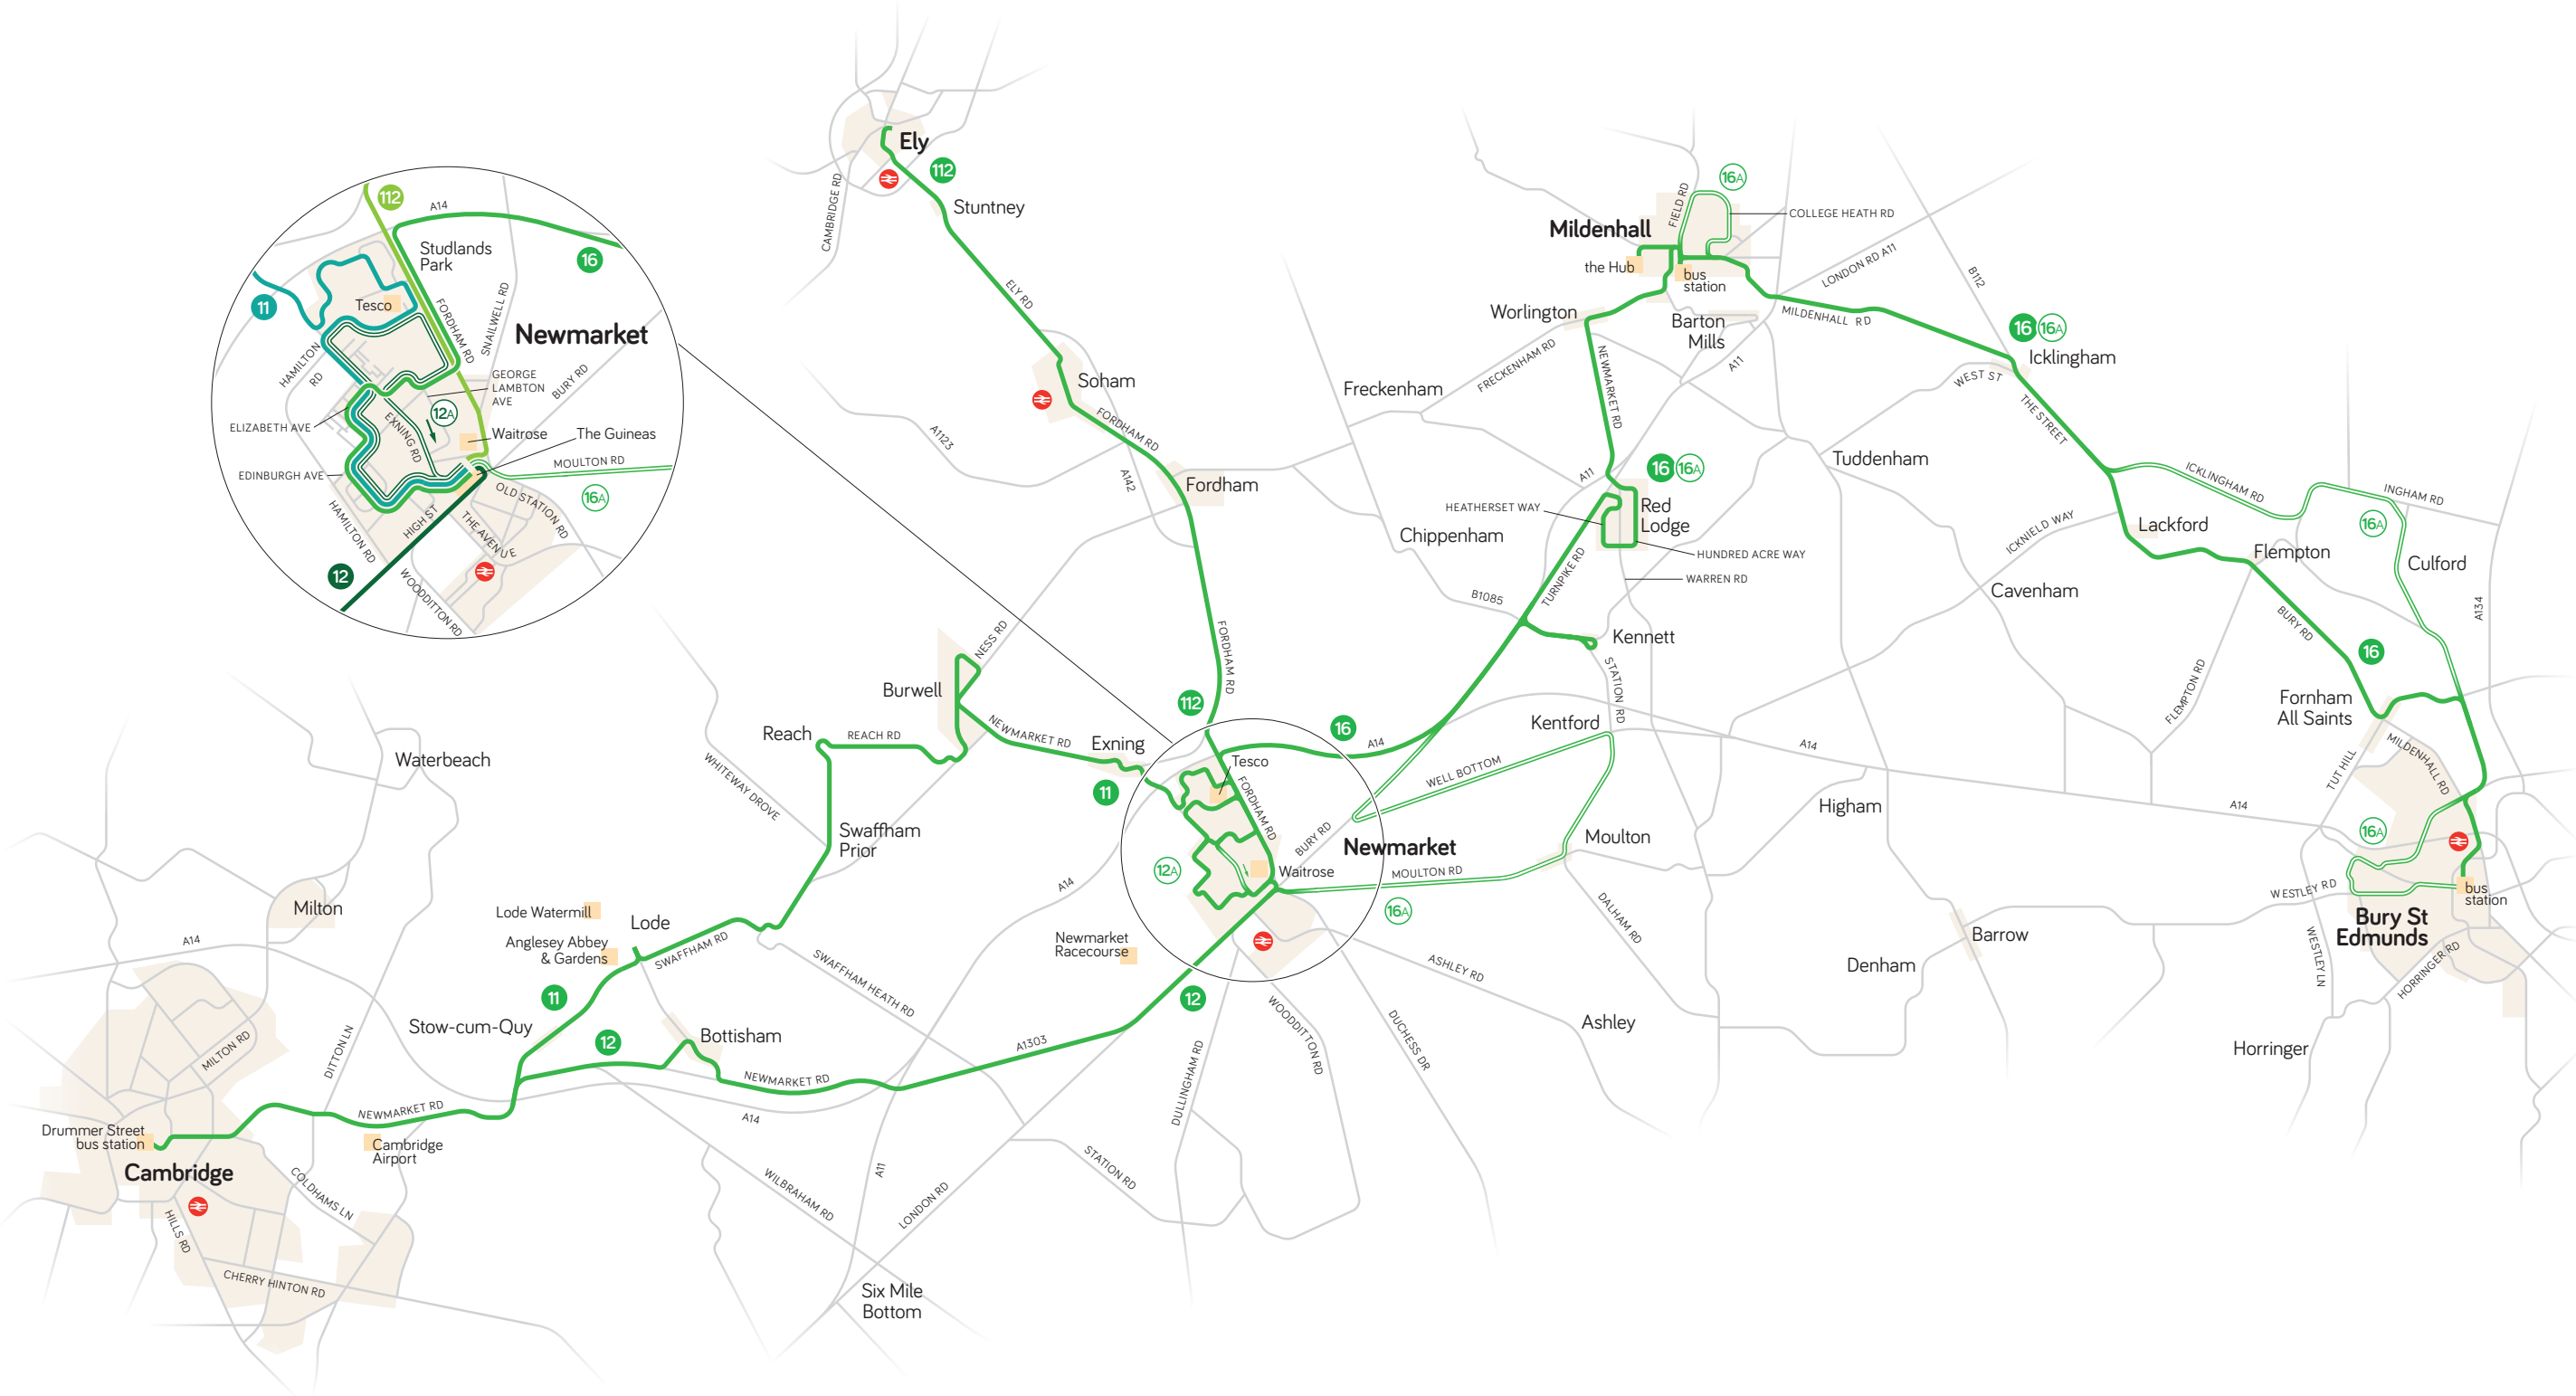 Ely
112
Stuntney
CAMBRIDGE RD
ELY RD
Soham
FORDHAM RD
A1123
A142
Fordham
FORDHAM RD
112
112
A14
Studlands
Park
16
11
Tesco
FORDHAM RD
SNAILWELL RD
Newmarket
HAMILTON
RD
GEORGE
LAMBTON
AVE
BURY RD
12A
ELIZABETH AVE
EXNING RD
Waitrose
The Guineas
EDINBURGH AVE
MOULTON RD
16A
OLD STATION RD
HAMILTON RD
HIGH ST
THE AVENUE
12
WOODDITTON RD
16A
FIELD RD
COLLEGE HEATH RD
Mildenhall
the Hub
bus
station
LONDON RD A11
B112
Worlington
Barton
Mills
MILDENHALL RD
16
16A
Icklingham
FRECKENHAM RD
NEWMARKET RD
A11
WEST ST
Freckenham
THE STREET
Tuddenham
A11
16
16A
ICKLINGHAM RD
INGHAM RD
HEATHERSET WAY
Red
Lodge
16A
Chippenham
Lackford
ICKNIELD WAY
HUNDRED ACRE WAY
Flempton
Culford
TURNPIKE RD
WARREN RD
Cavenham
B1085
A134
BURY RD
Kennett
16
STATION RD
FLEMPTON RD
Fornham
All Saints
Kentford
16
A14
A14
MILDENHALL RD
TUT HILL
WELL BOTTOM
Higham
A14
NESS RD
Burwell
Reach
REACH RD
NEWMARKET RD
Exning
11
Tesco
FORDHAM RD
BURY RD
Newmarket
Moulton
16A
12A
Waitrose
MOULTON RD
16A
WESTLEY RD
bus
station
Bury St
Edmunds
Waterbeach
WHITEWAY DROVE
Swaffham
Prior
A14
DALHAM RD
Barrow
Milton
Lode Watermill
Lode
Anglesey Abbey
& Gardens
SWAFFHAM RD
Newmarket
Racecourse
ASHLEY RD
Denham
WESTLEY LN
HORRINGER RD
A14
SWAFFHAM HEATH RD
11
12
Stow-cum-Quy
12
Bottisham
A1303
WOODDITTON RD
DUCHESS DR
Ashley
Horringer
MILTON RD
DITTON LN
NEWMARKET RD
DULLINGHAM RD
NEWMARKET RD
A14
Drummer Street
bus station
Cambridge
Airport
Cambridge
COLDHAMS LN
WILBRAHAM RD
A11
LONDON RD
STATION RD
HILLS RD
CHERRY HINTON RD
Six Mile
Bottom